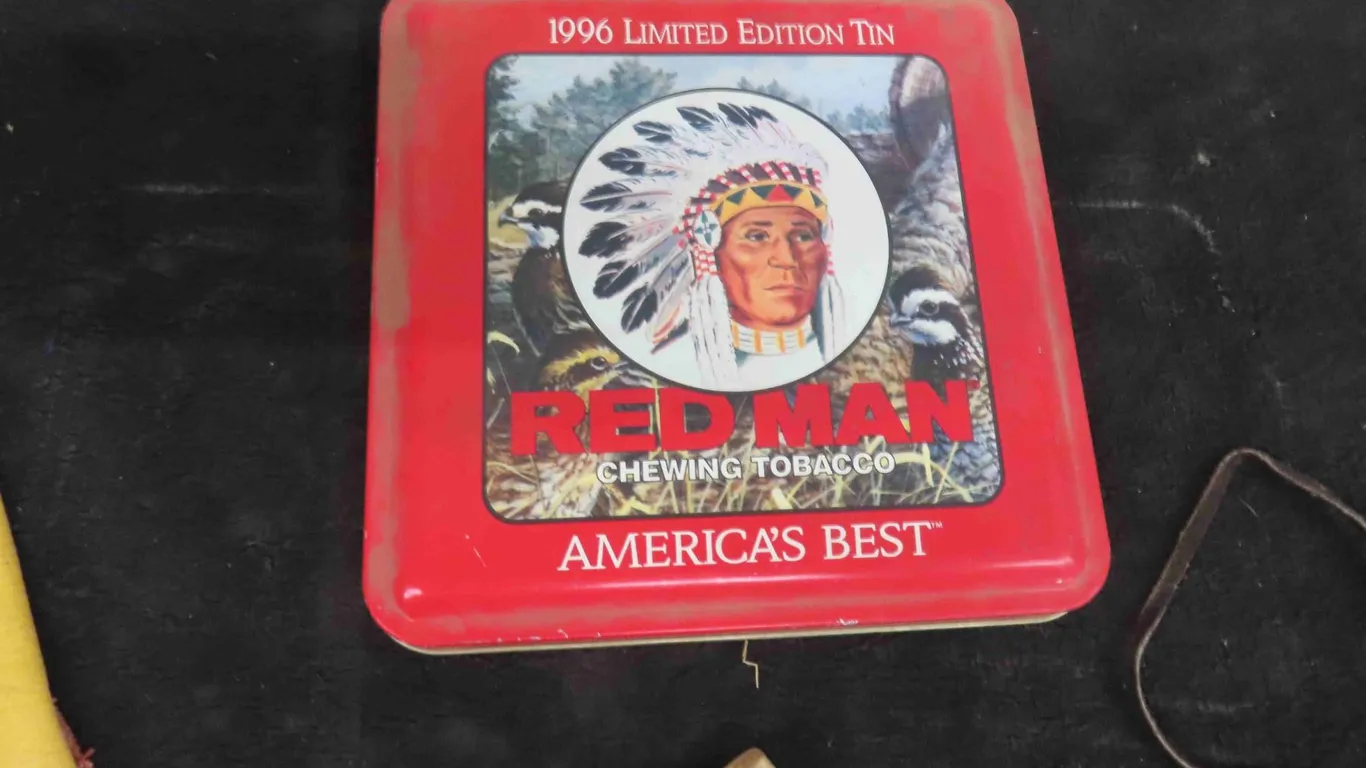 1996 LIMITED EDITION TIN
RED MAN
CHEWING TOBACCO
AMERICA'S BEST™